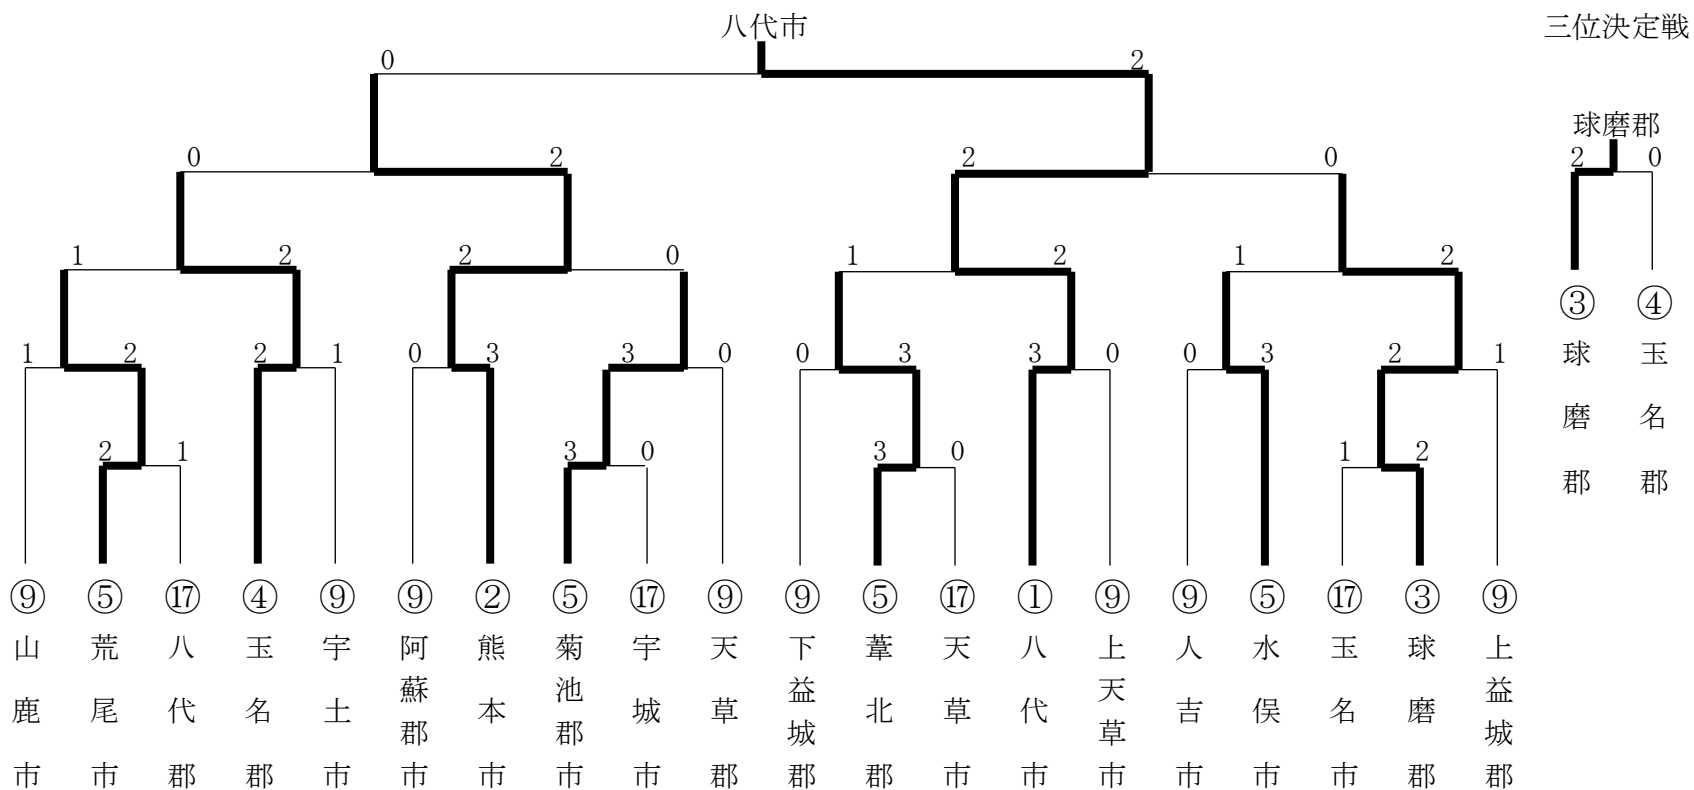 八代市 三位決定戦
0 2
球磨郡
2 0
0 2 2 0
1 2 2 0 1 2 1 2
③ ④
球磨郡 玉名郡
1 2 2 1 0 3 3 0 0 3 3 0 0 3 2 1
2 1 3 0 3 0 1 2
⑨ ⑤ ⑰ ④ ⑨ ⑨ ② ⑤ ⑰ ⑨ ⑨ ⑤ ⑰ ① ⑨ ⑨ ⑤ ⑰ ③ ⑨
山鹿市
荒尾市
八代郡
玉名郡
宇土市
阿蘇郡市
熊本市
菊池郡市
宇城市
天草郡
下益城郡
葦北郡
天草市
八代市
上天草市
人吉市
水俣市
玉名市
球磨郡
上益城郡